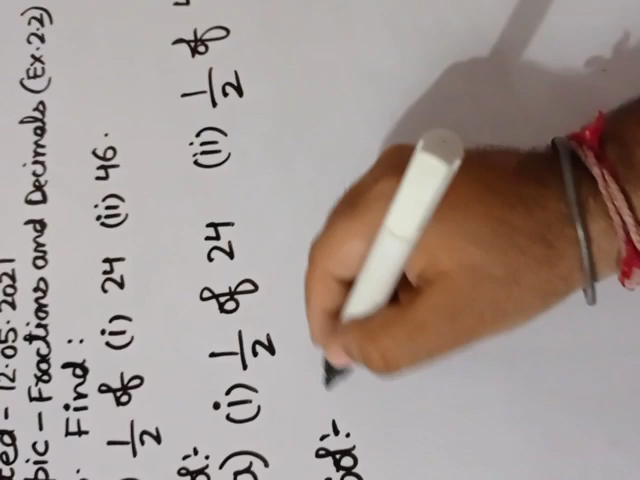 ted - 12.05.2021
pic - Fractions and Decimals (Ex. 2.2)
Find :
1/2 of (i) 24 (ii) 46.
a) (i) 1/2 of 24 (ii) 1/2 of
Sol:-